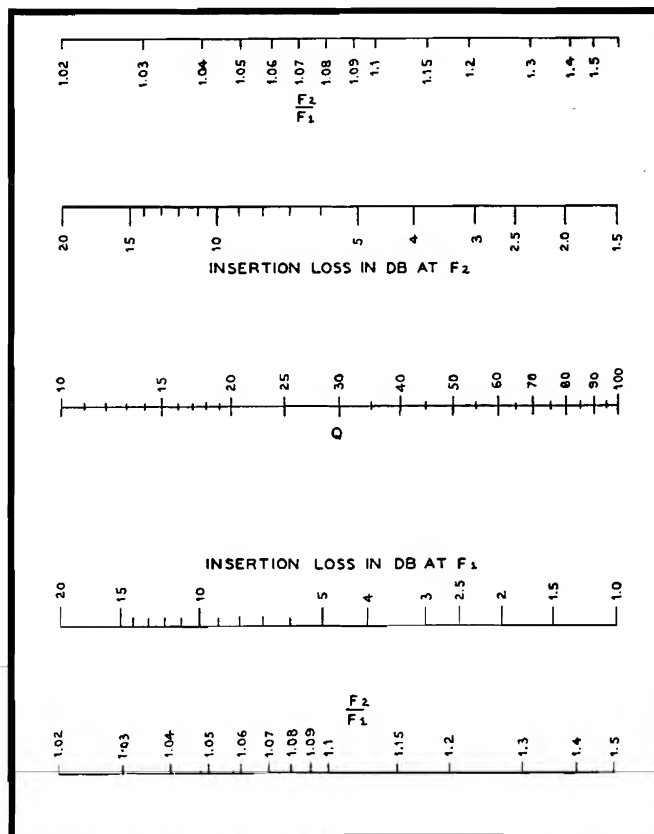 1.02 1.03 1.04 1.05 1.06 1.07 1.08 1.09 1.1 1.15 1.2 1.3 1.4 1.5
F2
F1
20 15 10 5 4 3 2.5 2.0 1.5
INSERTION LOSS IN DB AT F2
10 15 20 25 30 40 50 60 70 80 90 100
Q
INSERTION LOSS IN DB AT F1
20 15 10 5 4 3 2.5 2 1.5 1.0
F2
F1
1.02 1.03 1.04 1.05 1.06 1.07 1.08 1.09 1.1 1.15 1.2 1.3 1.4 1.5